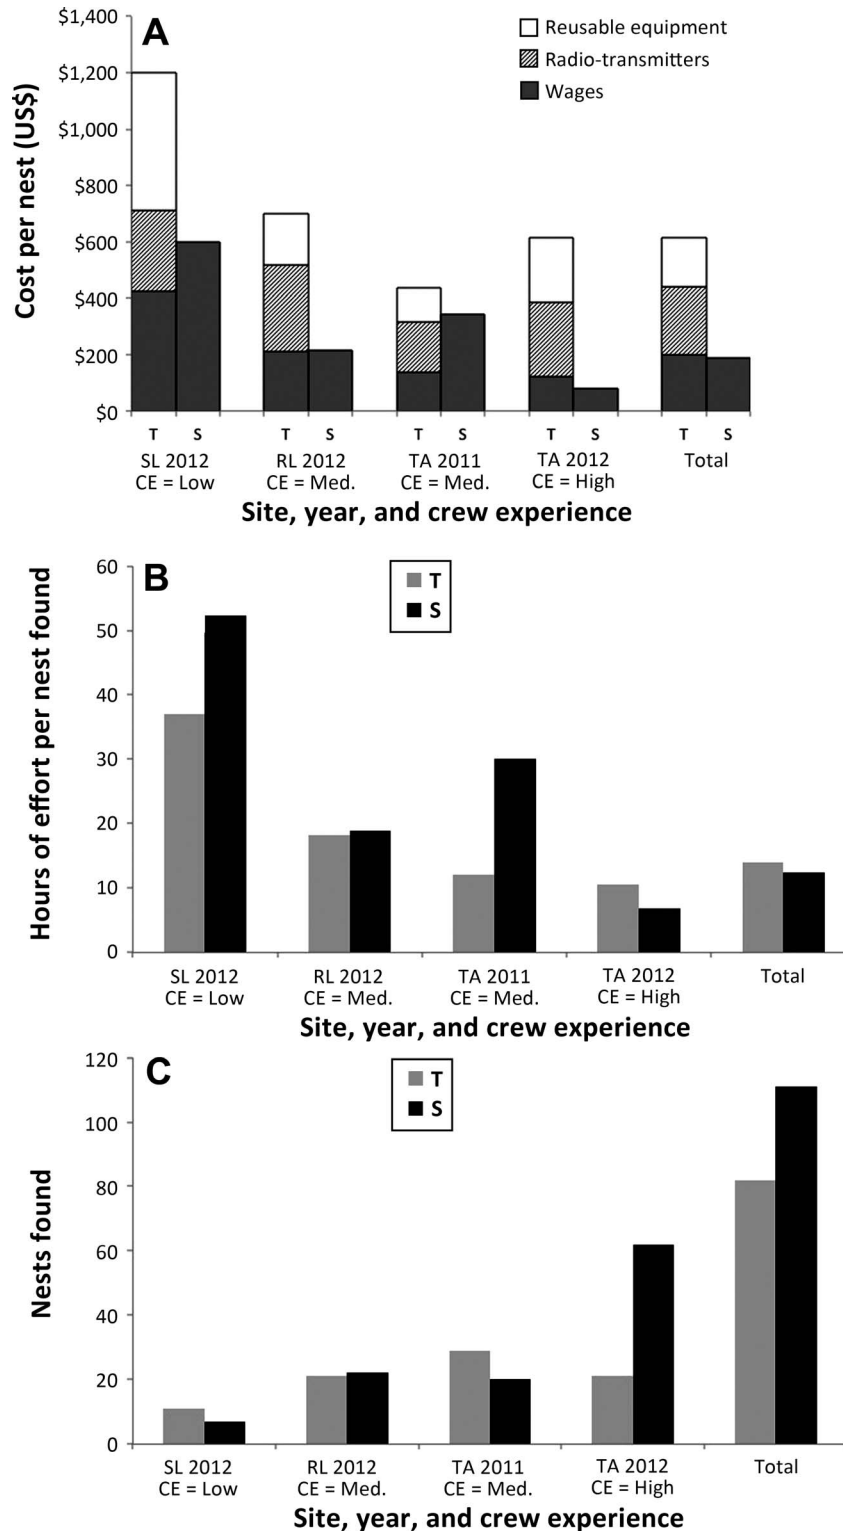 A
Reusable equipment
Radio-transmitters
Wages
Cost per nest (US$)
$1,400
$1,200
$1,000
$800
$600
$400
$200
$0
T S T S T S T S T S
SL 2012 RL 2012 TA 2011 TA 2012 Total
CE = Low CE = Med. CE = Med. CE = High
Site, year, and crew experience
B
T
S
Hours of effort per nest found
60
50
40
30
20
10
0
SL 2012 RL 2012 TA 2011 TA 2012 Total
CE = Low CE = Med. CE = Med. CE = High
Site, year, and crew experience
C
T
S
Nests found
120
100
80
60
40
20
0
SL 2012 RL 2012 TA 2011 TA 2012 Total
CE = Low CE = Med. CE = Med. CE = High
Site, year, and crew experience